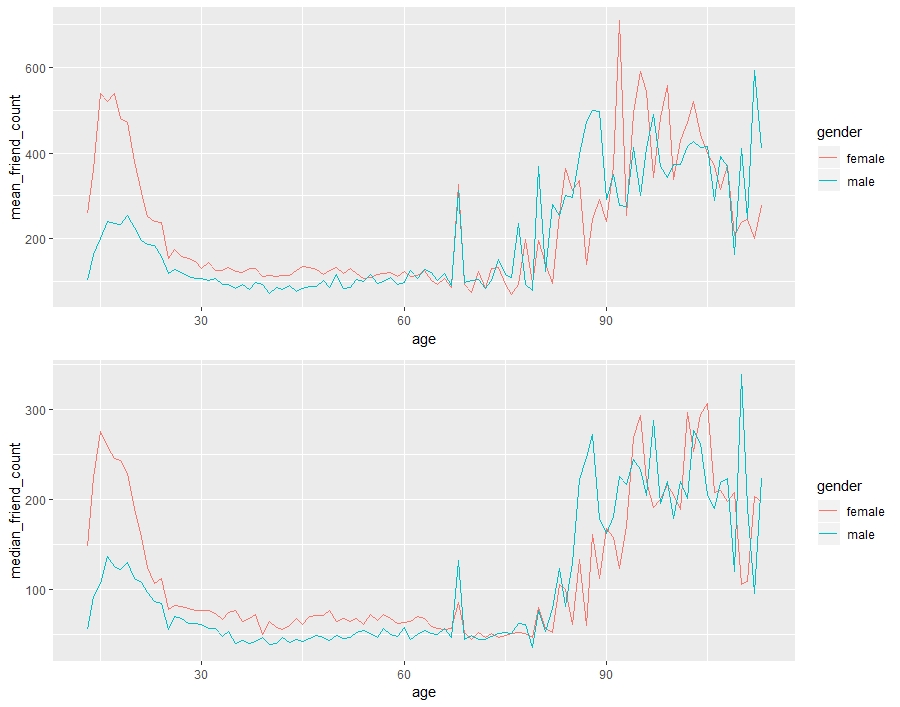 mean_friend_count
600
400
200
30
60
90
age
gender
female
male
median_friend_count
300
200
100
30
60
90
age
gender
female
male